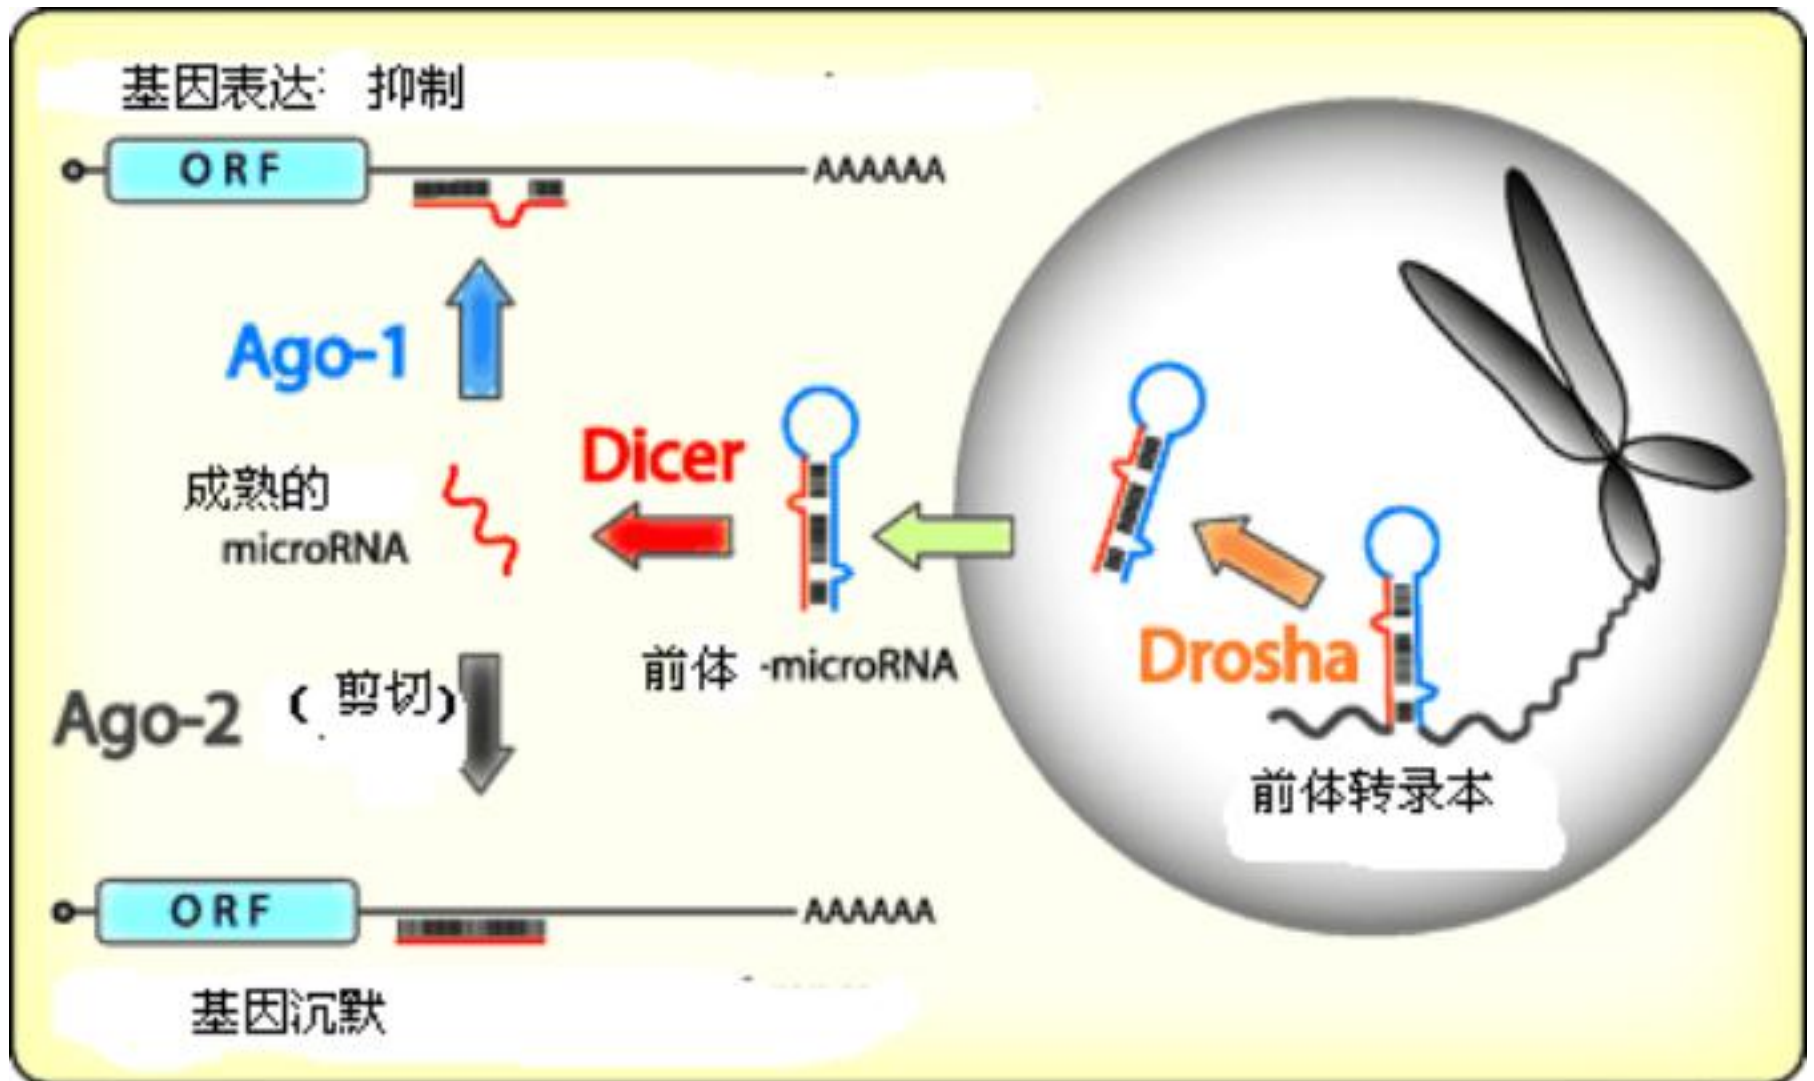 基因表达: 抑制
ORF
AAAAAA
Ago-1
Dicer
成熟的
microRNA
前体 -microRNA
Drosha
Ago-2 ( 剪切)
前体转录本
ORF
AAAAAA
基因沉默